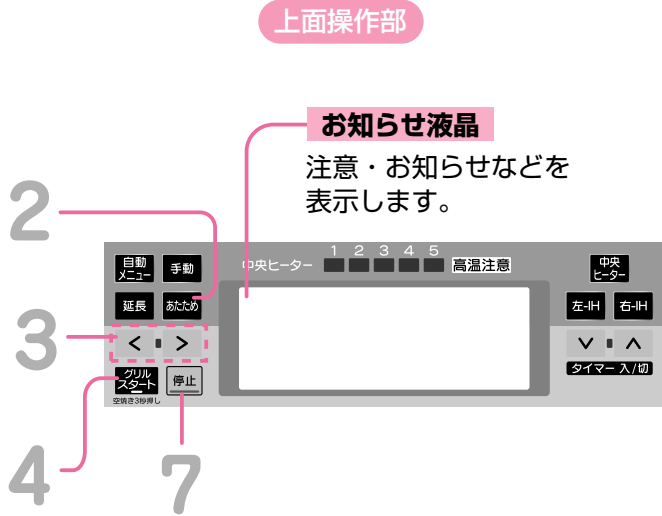 上面操作部
お知らせ液晶
注意・お知らせなどを
表示します。
2
1 2 3 4 5
自動
メニュー
手動
中央ヒーター
高温注意
中央
ヒーター
延長
あたため
左-IH
右-IH
3
< >
∨ ∧
グリル
スタート
停止
タイマー 入/切
空焼き3秒押し
4
7